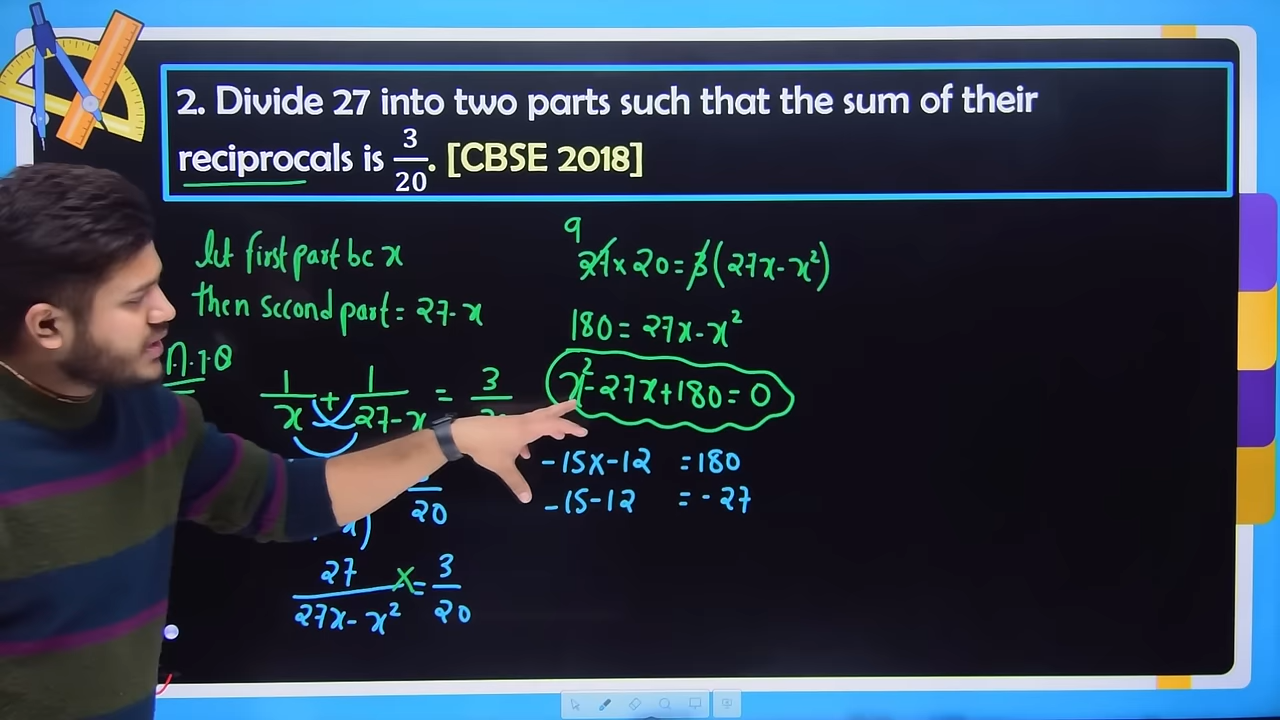 2. Divide 27 into two parts such that the sum of their
reciprocals is 3/20. [CBSE 2018]
let first part be x
then second part = 27-x
A.T.Q
1/x + 1/27-x = 3/
20
x)
27/27x-x² = 3/20
9
27 x 20 = 3(27x-x²)
180 = 27x-x²
x²-27x+180=0
-15x-12 =180
-15-12 =-27